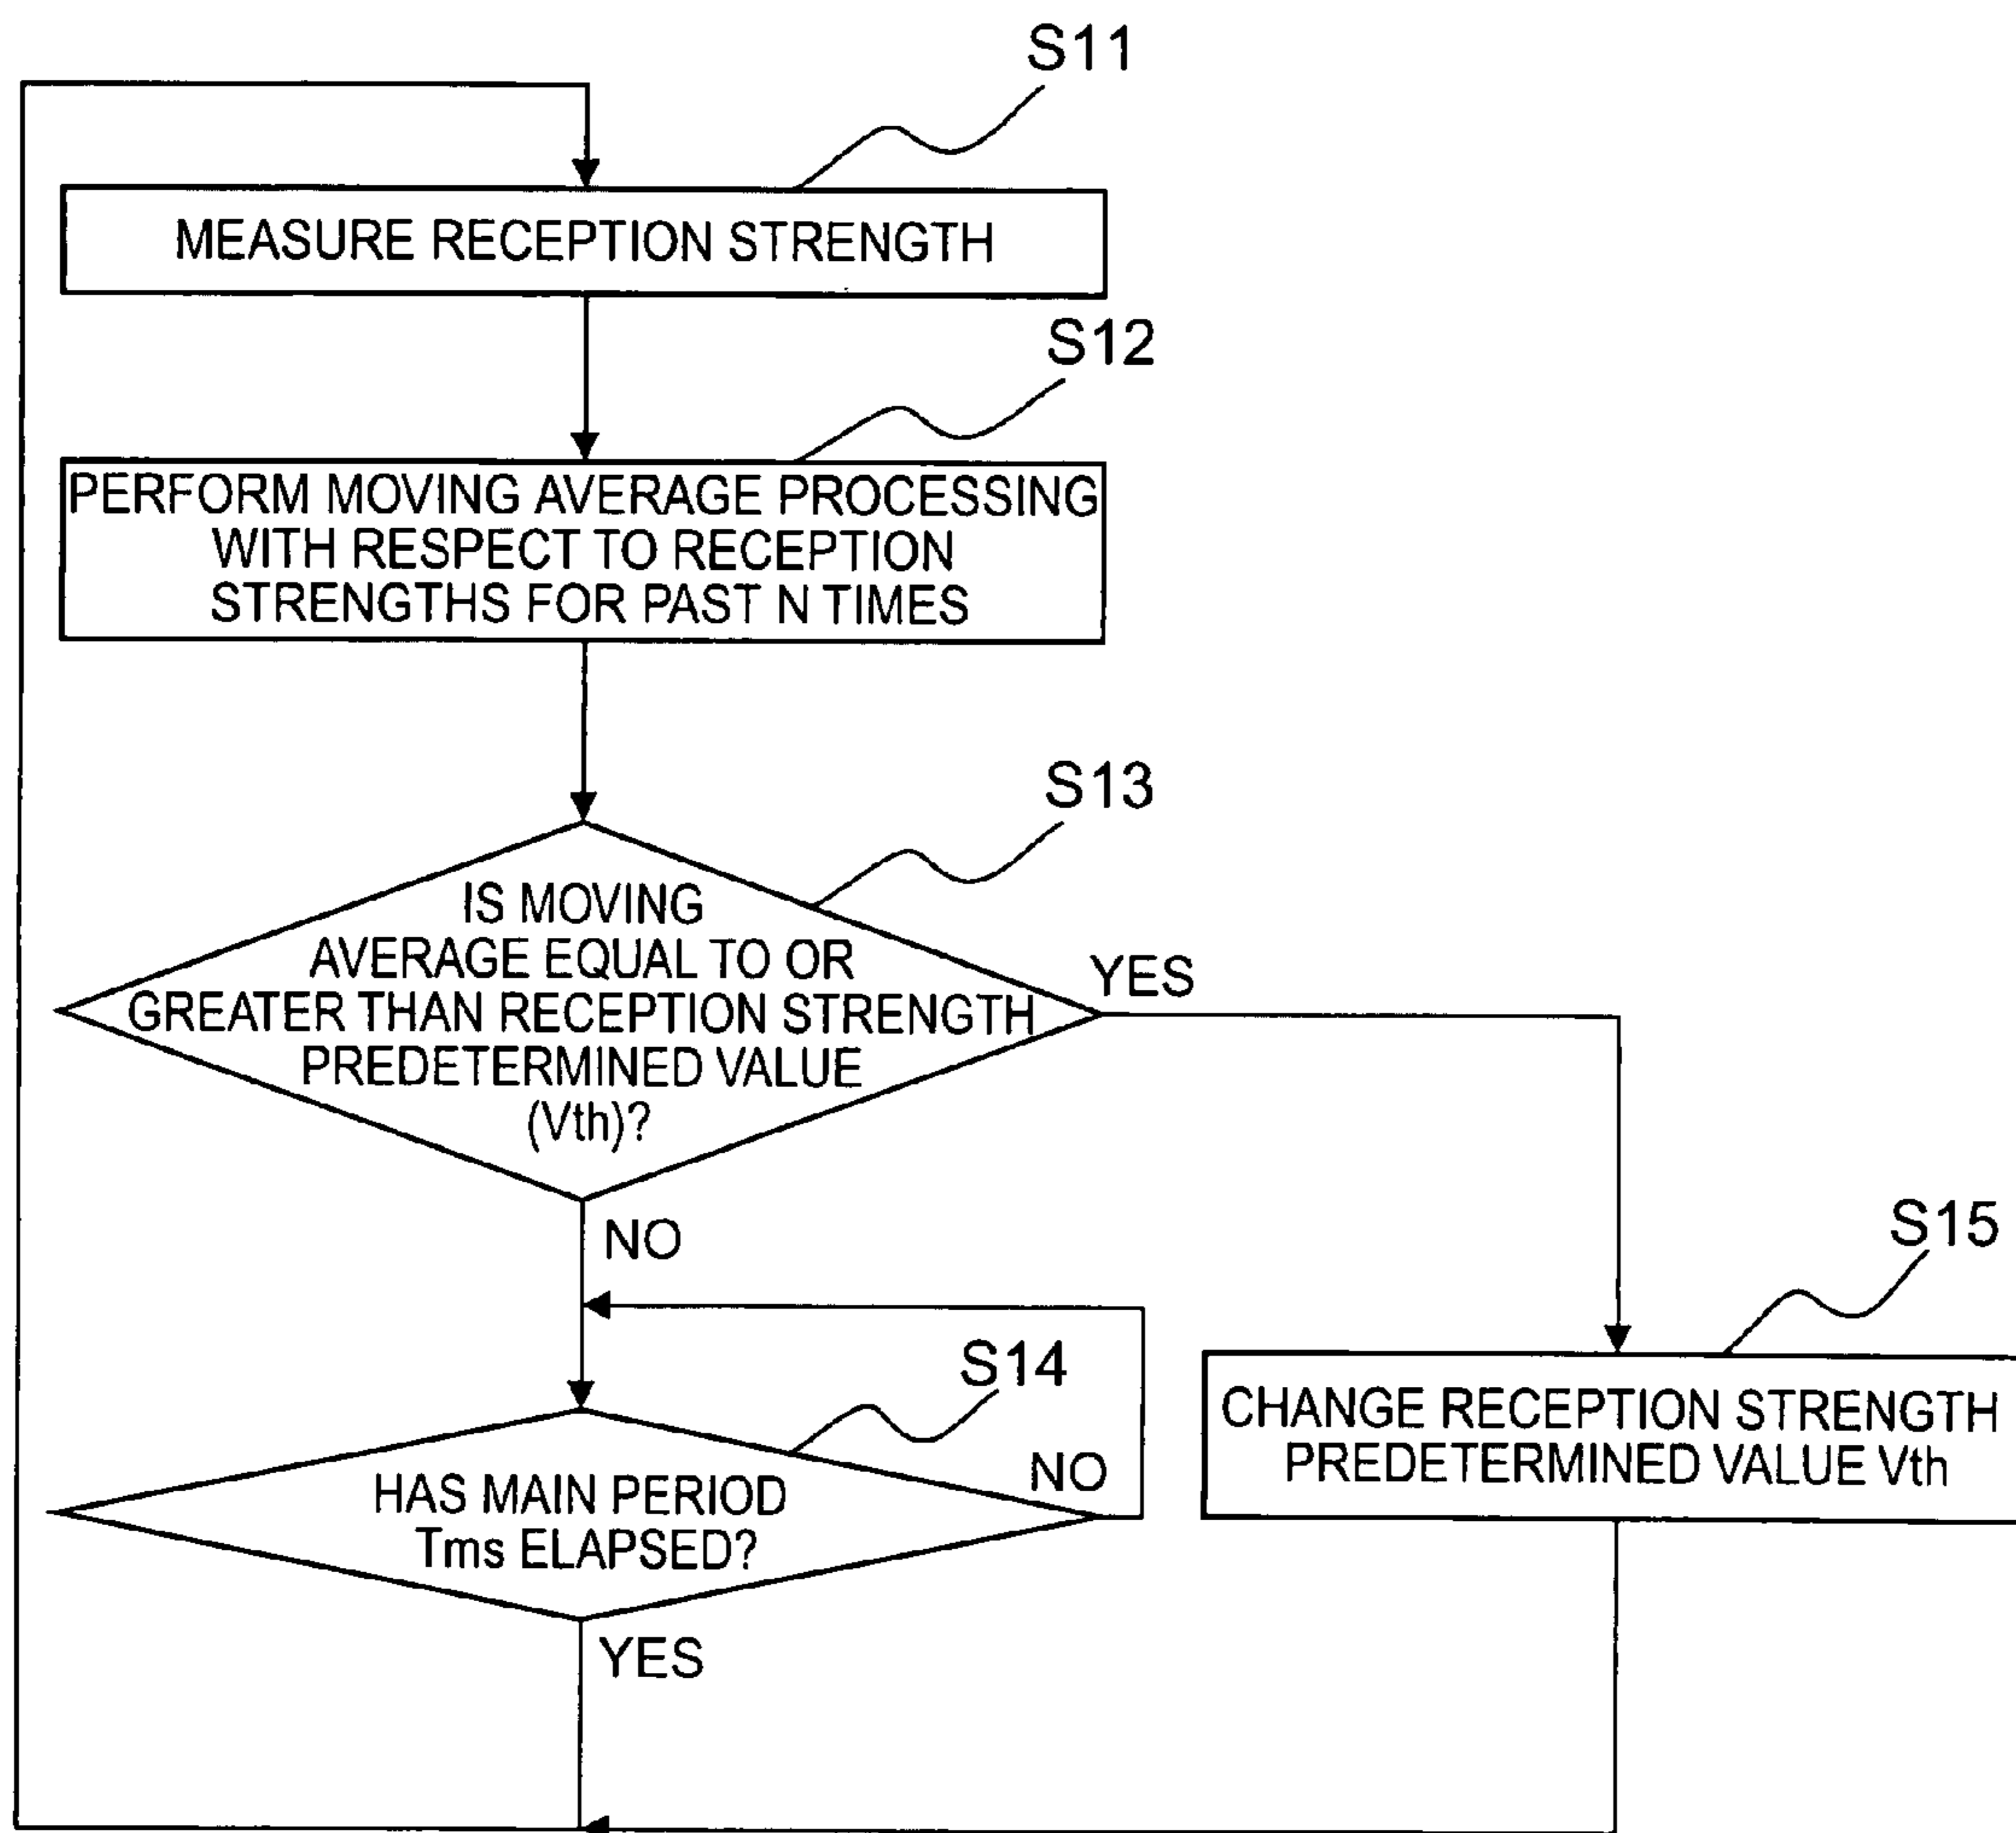 S11
MEASURE RECEPTION STRENGTH
S12
PERFORM MOVING AVERAGE PROCESSING
WITH RESPECT TO RECEPTION
STRENGTHS FOR PAST N TIMES
S13
IS MOVING
AVERAGE EQUAL TO OR
GREATER THAN RECEPTION STRENGTH
PREDETERMINED VALUE
(Vth)?
YES
NO
S15
CHANGE RECEPTION STRENGTH
PREDETERMINED VALUE Vth
S14
NO
HAS MAIN PERIOD
Tms ELAPSED?
YES